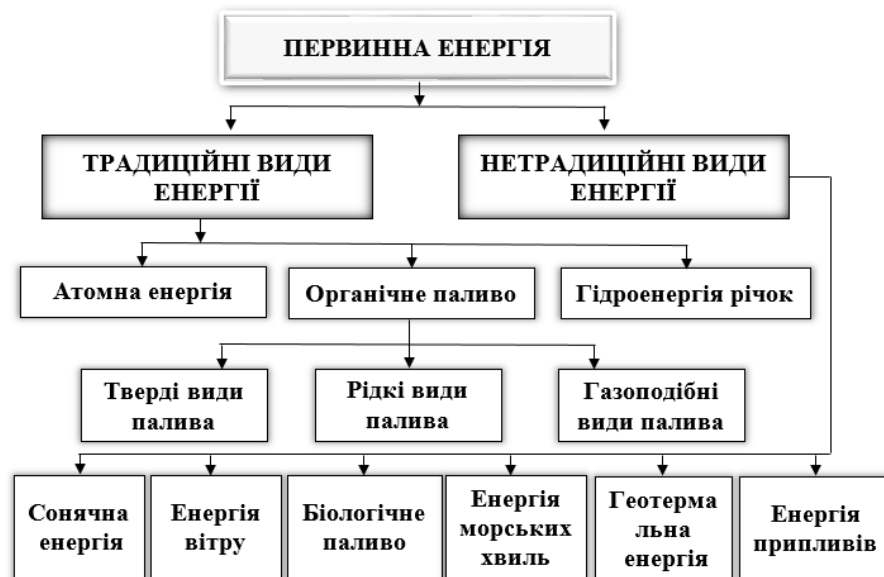 ПЕРВИННА ЕНЕРГІЯ
ТРАДИЦІЙНІ ВИДИ
ЕНЕРГІЇ
НЕТРАДИЦІЙНІ ВИДИ
ЕНЕРГІЇ
Атомна енергія
Органічне паливо
Гідроенергія річок
Тверді види
палива
Рідкі види
палива
Газоподібні
види палива
Сонячна
енергія
Енергія
вітру
Біологічне
паливо
Енергія
морських
хвиль
Геотерма
льна
енергія
Енергія
припливів